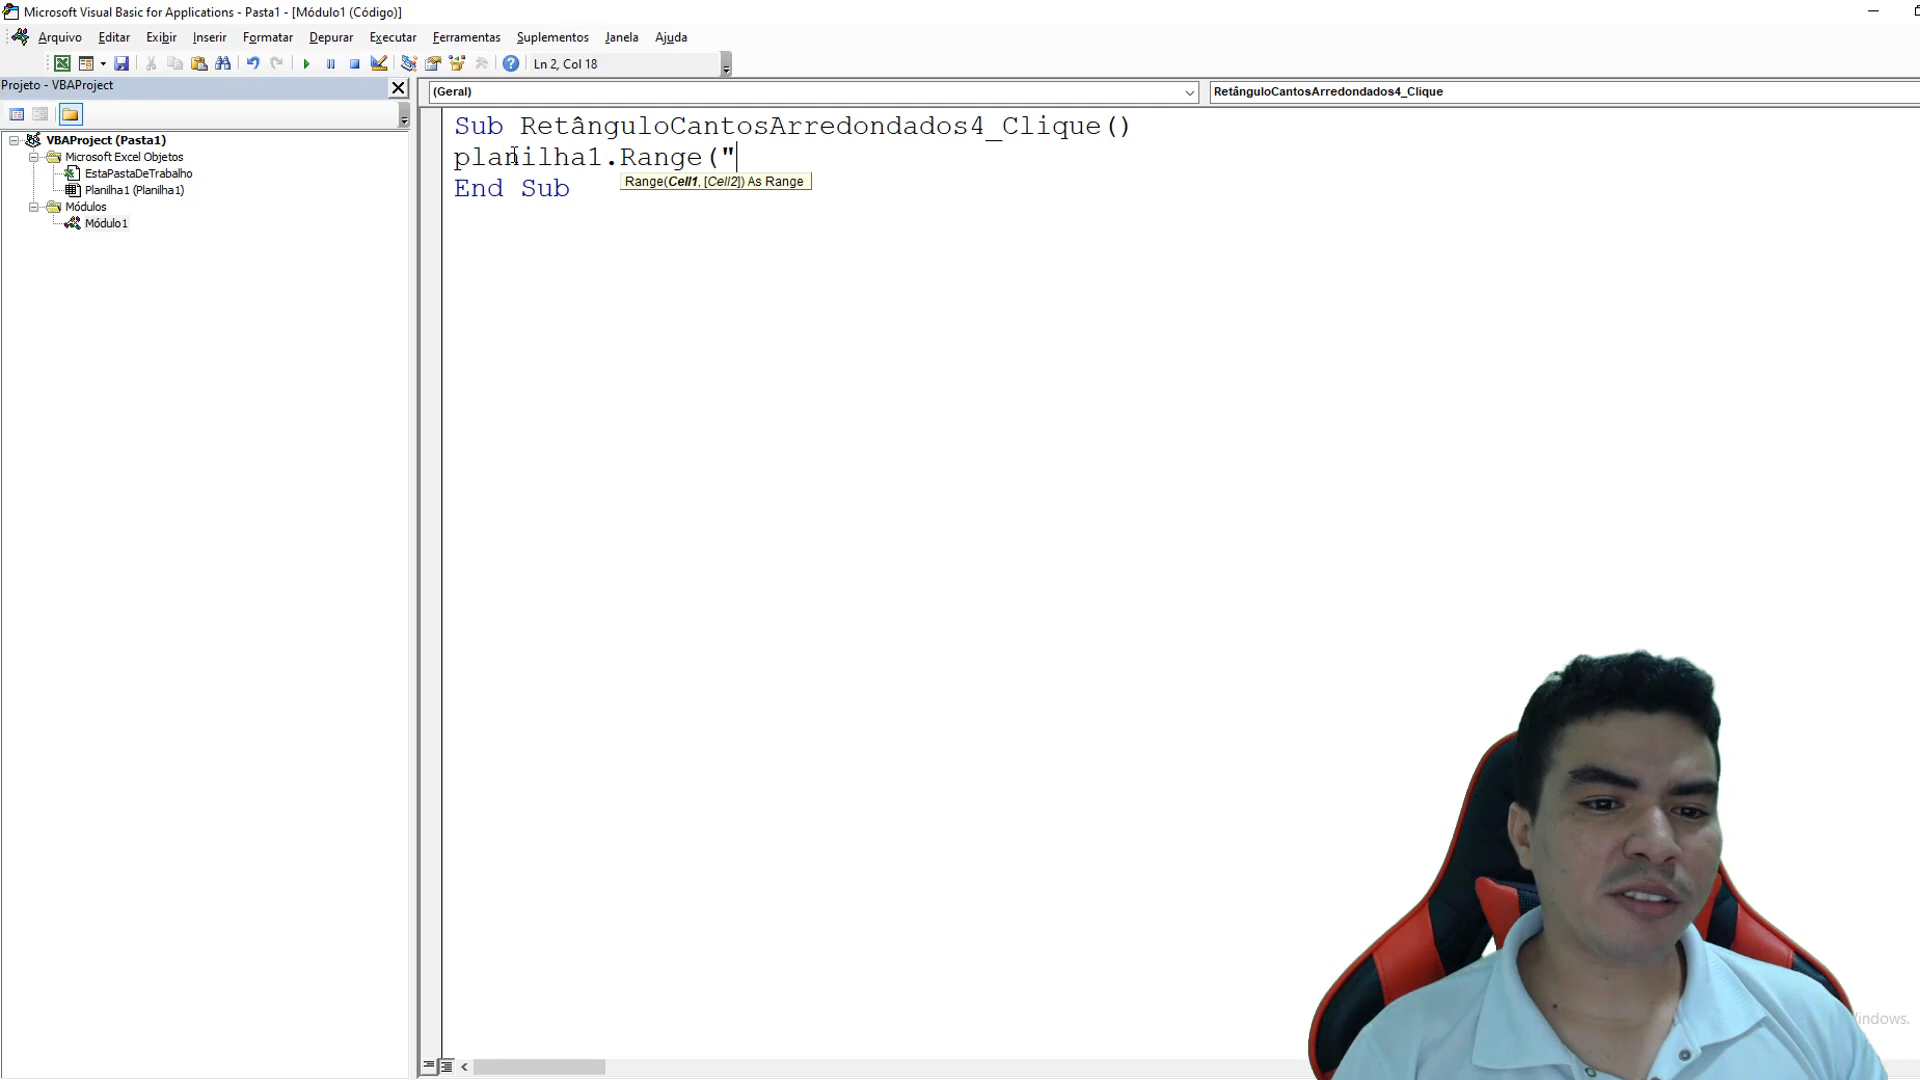 Microsoft Visual Basic for Applications - Pasta1 - [Módulo1 (Código)]
Arquivo Editar Exibir Inserir Formatar Depurar Executar Ferramentas Suplementos Janela Ajuda
Ln 2, Col 18
Projeto - VBAProject
(Geral)
RetânguloCantosArredondados4_Clique
VBAProject (Pasta1)
Microsoft Excel Objetos
EstaPastaDeTrabalho
Planilha1 (Planilha1)
Módulos
Módulo1
Sub RetânguloCantosArredondados4_Clique()
planilha1.Range("
Range(Cell1, [Cell2]) As Range
End Sub